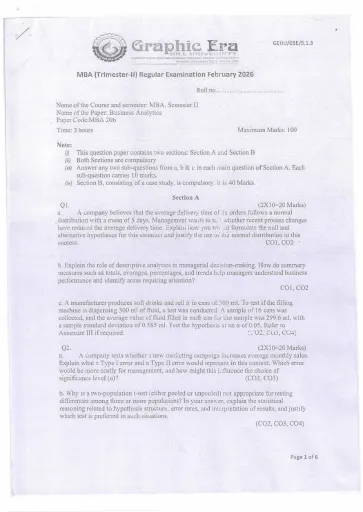 Graphic Era
HILL UNIVERSITY
GEHU/03E/9.1.3
MBA (Trimester-II) Regular Examination February 2026
Roll no.
Name of the Course and semester: MBA, Semester II
Name of the Paper: Business Analytics
Paper Code:MBA 206
Time: 3 hours Maximum Marks: 100
Note:
(i) This question paper contains two sections: Section A and Section B
(ii) Both Sections are compulsory
(iii) Answer any two sub-questions from a, b & c in each main question of Section A. Each
sub-question carries 10 marks.
(iv) Section B, consisting of a case study, is compulsory. it is 40 Marks.
Section A
Q1. (2X10=20 Marks)
a. A company believes that the average delivery time of its orders follows a normal
distribution with a mean of 5 days. Management wants to whether recent process changes
have reduced the average delivery time. Explain how you formulate the null and
alternative hypotheses for this situation and justify the use of the normal distribution in this
context. CO1, CO2
b. Explain the role of descriptive analytics in managerial decision-making. How do summary
measures such as totals, averages, percentages, and trends help managers understand business
performance and identify areas requiring attention?
CO1, CO2
c. A manufacturer produces soft drinks and sell it in cans of 300 ml. To test if the filling
machine is dispensing 300 ml of fluid, a test was conducted. A sample of 16 cans was
collected, and the average value of fluid filled in each can for the sample was 299.6 ml, with
a sample standard deviation of 0.585 ml. Test the hypothesis at an α of 0.05. Refer to
Annexure III if required. CO3, CO4)
Q2. (2X10=20 Marks)
a. A company tests whether a new marketing campaign increases average monthly sales.
Explain what a Type I error and a Type II error would represent in this context. Which error
would be more costly for management, and how might this influence the choice of
significance level (α)? (CO2, CO3)
b. Why is a two-population t-test (either pooled or unpooled) not appropriate for testing
differences among three or more populations? In your answer, explain the statistical
reasoning related to hypothesis structure, error rates, and interpretation of results, and justify
which test is preferred in such situations.
(CO2, CO3, CO4)
Page 1 of 6